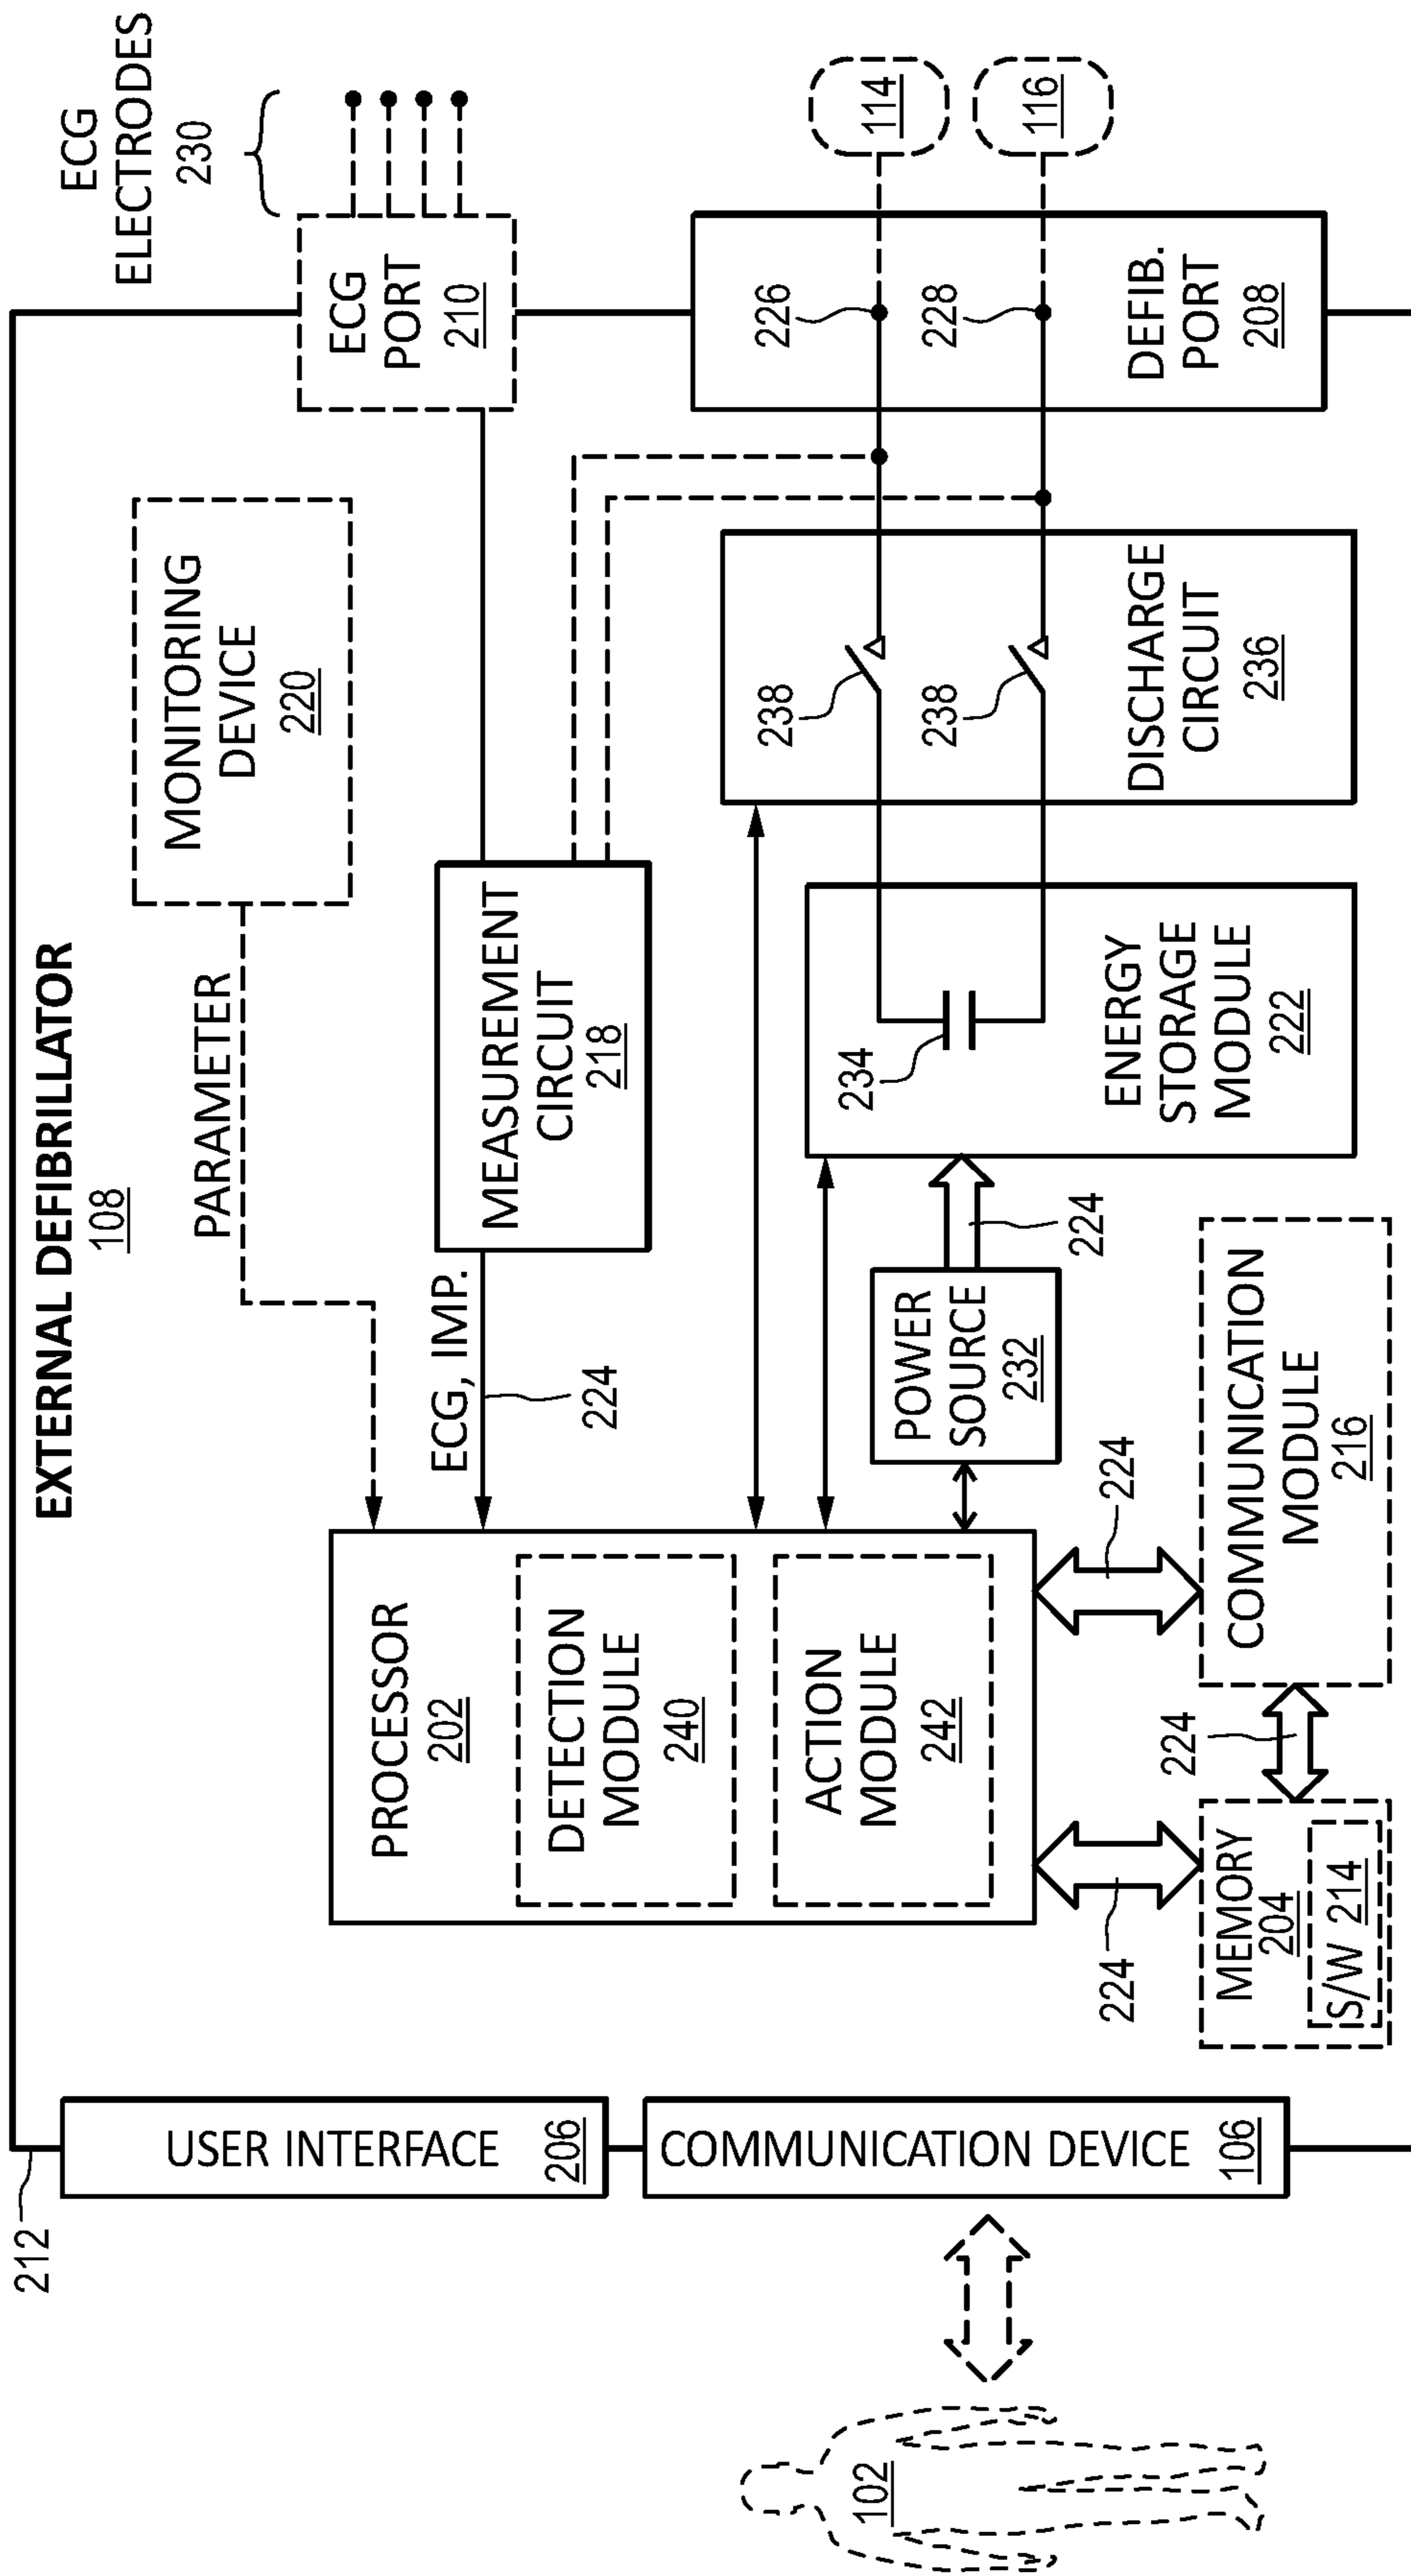 212
EXTERNAL DEFIBRILLATOR
108
ECG
ELECTRODES
230
USER INTERFACE
206
COMMUNICATION DEVICE
106
102
PARAMETER
MONITORING
DEVICE
220
ECG
PORT
210
PROCESSOR
202
DETECTION
MODULE
240
ACTION
MODULE
242
ECG, IMP.
224
MEASUREMENT
CIRCUIT
218
POWER
SOURCE
232
224
234
ENERGY
STORAGE
MODULE
222
238
238
DISCHARGE
CIRCUIT
236
226
228
DEFIB.
PORT
208
114
116
224
224
224
MEMORY
204
S/W 214
COMMUNICATION
MODULE
216